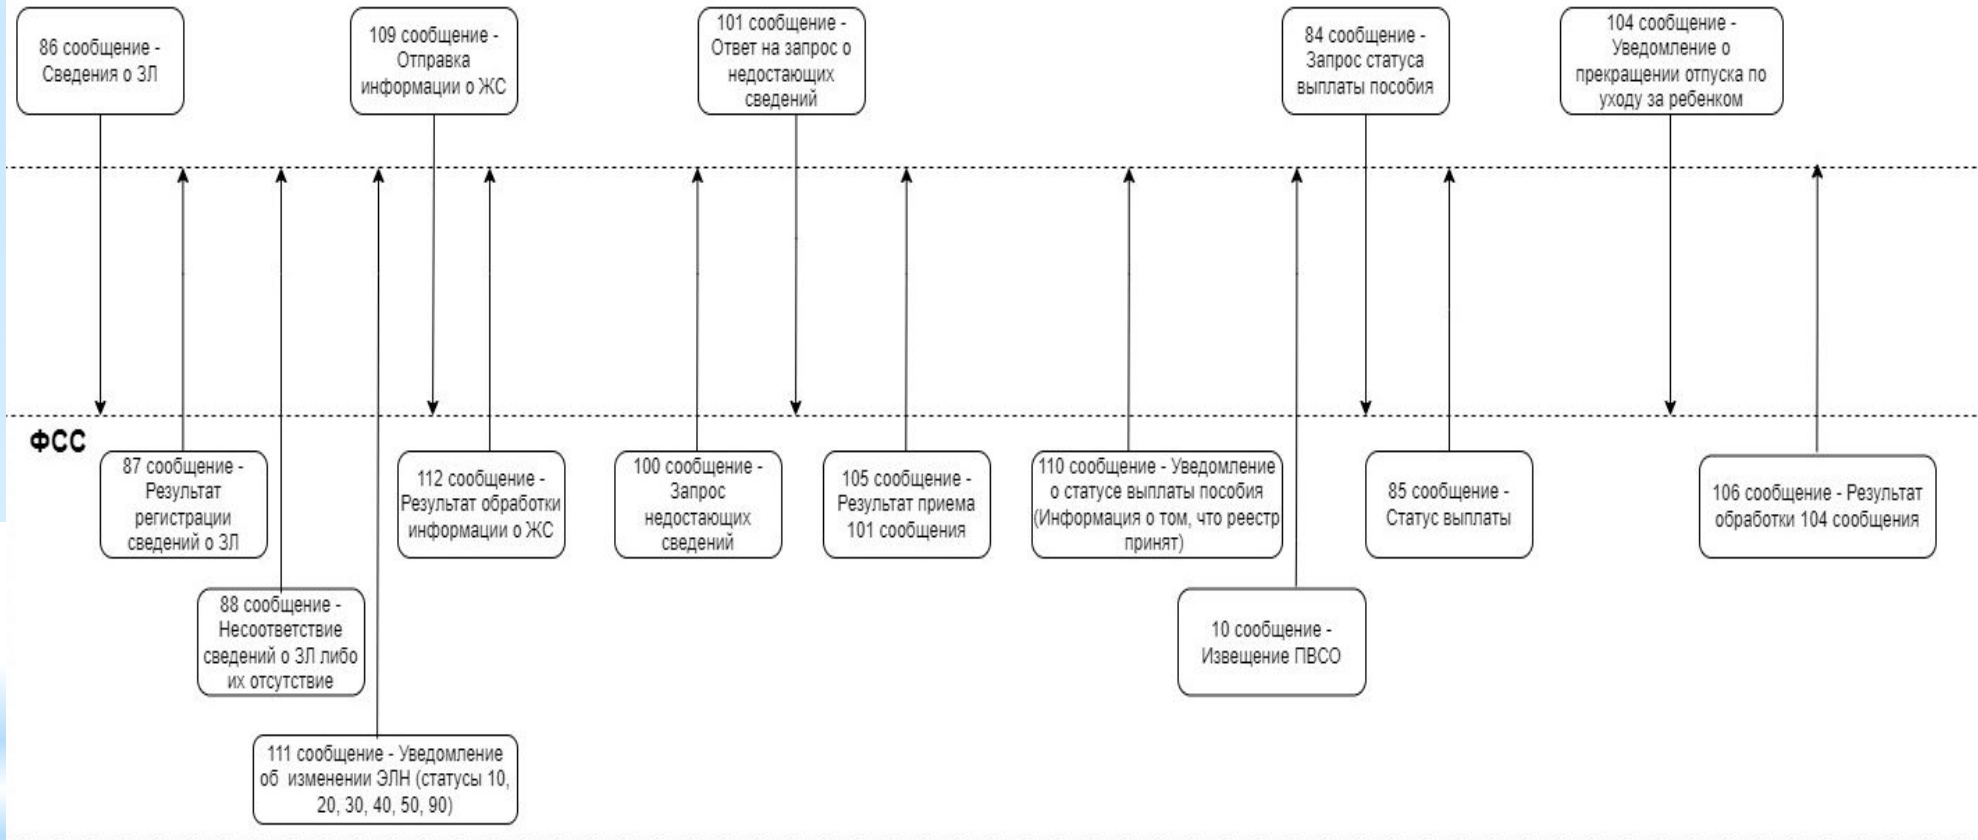 86 сообщение -
Сведения о ЗЛ
109 сообщение -
Отправка
информации о ЖС
101 сообщение -
Ответ на запрос о
недостающих
сведений
84 сообщение -
Запрос статуса
выплаты пособия
104 сообщение -
Уведомление о
прекращении отпуска по
уходу за ребенком
ФСС
87 сообщение -
Результат
регистрации
сведений о ЗЛ
112 сообщение -
Результат обработки
информации о ЖС
100 сообщение -
Запрос
недостающих
сведений
105 сообщение -
Результат приема
101 сообщения
110 сообщение - Уведомление
о статусе выплаты пособия
(Информация о том, что реестр
принят)
85 сообщение -
Статус выплаты
106 сообщение - Результат
обработки 104 сообщения
88 сообщение -
Несоответствие
сведений о ЗЛ либо
их отсутствие
10 сообщение -
Извещение ПВСО
111 сообщение - Уведомление
об изменении ЭЛН (статусы 10,
20, 30, 40, 50, 90)